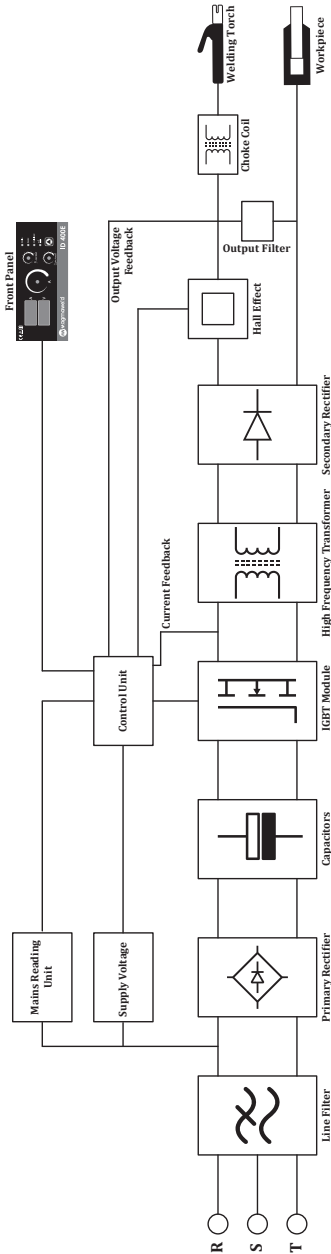 Front Panel
magmaweld
ID 400E
Welding Torch
Workpiece
Choke Coil
Output Voltage
Feedback
Output Filter
Hall Effect
Secondary Rectifier
High Frequency Transformer
Current Feedback
Control Unit
IGBT Module
Capacitors
Mains Reading
Unit
Supply Voltage
Primary Rectifier
Line Filter
R
S
T